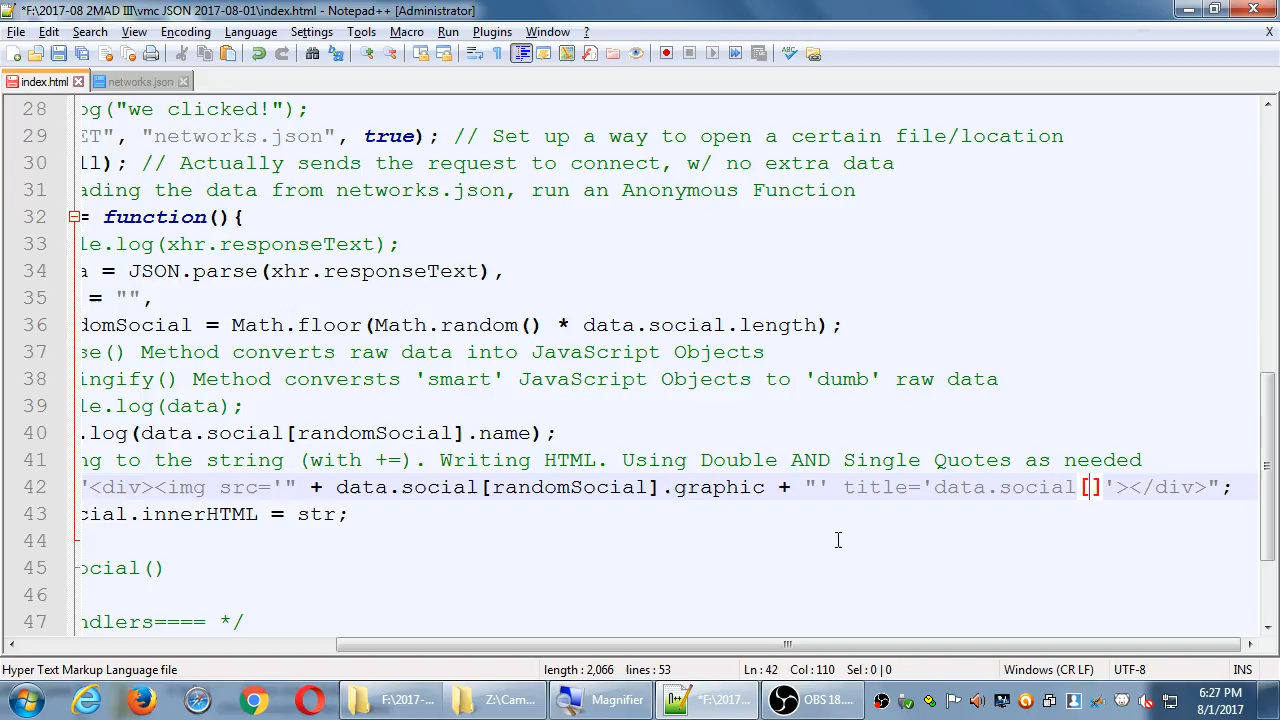 *F:\2017-08 2MAD III\vmc JSON 2017-08-01\index.html - Notepad++ [Administrator]
File Edit Search View Encoding Language Settings Tools Macro Run Plugins Window ? X
index.html networks.json
28 og("we clicked!");
29 ET", "networks.json", true); // Set up a way to open a certain file/location
30 ll); // Actually sends the request to connect, w/ no extra data
31 ading the data from networks.json, run an Anonymous Function
32 = function(){
33 le.log(xhr.responseText);
34 a = JSON.parse(xhr.responseText),
35 = "",
36 domSocial = Math.floor(Math.random() * data.social.length);
37 se() Method converts raw data into JavaScript Objects
38 ingify() Method conversts 'smart' JavaScript Objects to 'dumb' raw data
39 le.log(data);
40 .log(data.social[randomSocial].name);
41 ng to the string (with +=). Writing HTML. Using Double AND Single Quotes as needed
42 "<div><img src='" + data.social[randomSocial].graphic + "' title='data.social[]'></div>";
43 cial.innerHTML = str;
44
45 ocial()
46
47 ndlers==== */
Hyper Text Markup Language file length : 2,066 lines : 53 Ln : 42 Col : 110 Sel : 0 | 0 Windows (CR LF) UTF-8 INS
F:\2017-... Z:\Cam... Magnifier *F:\2017-... OBS 18.... 6:27 PM
8/1/2017